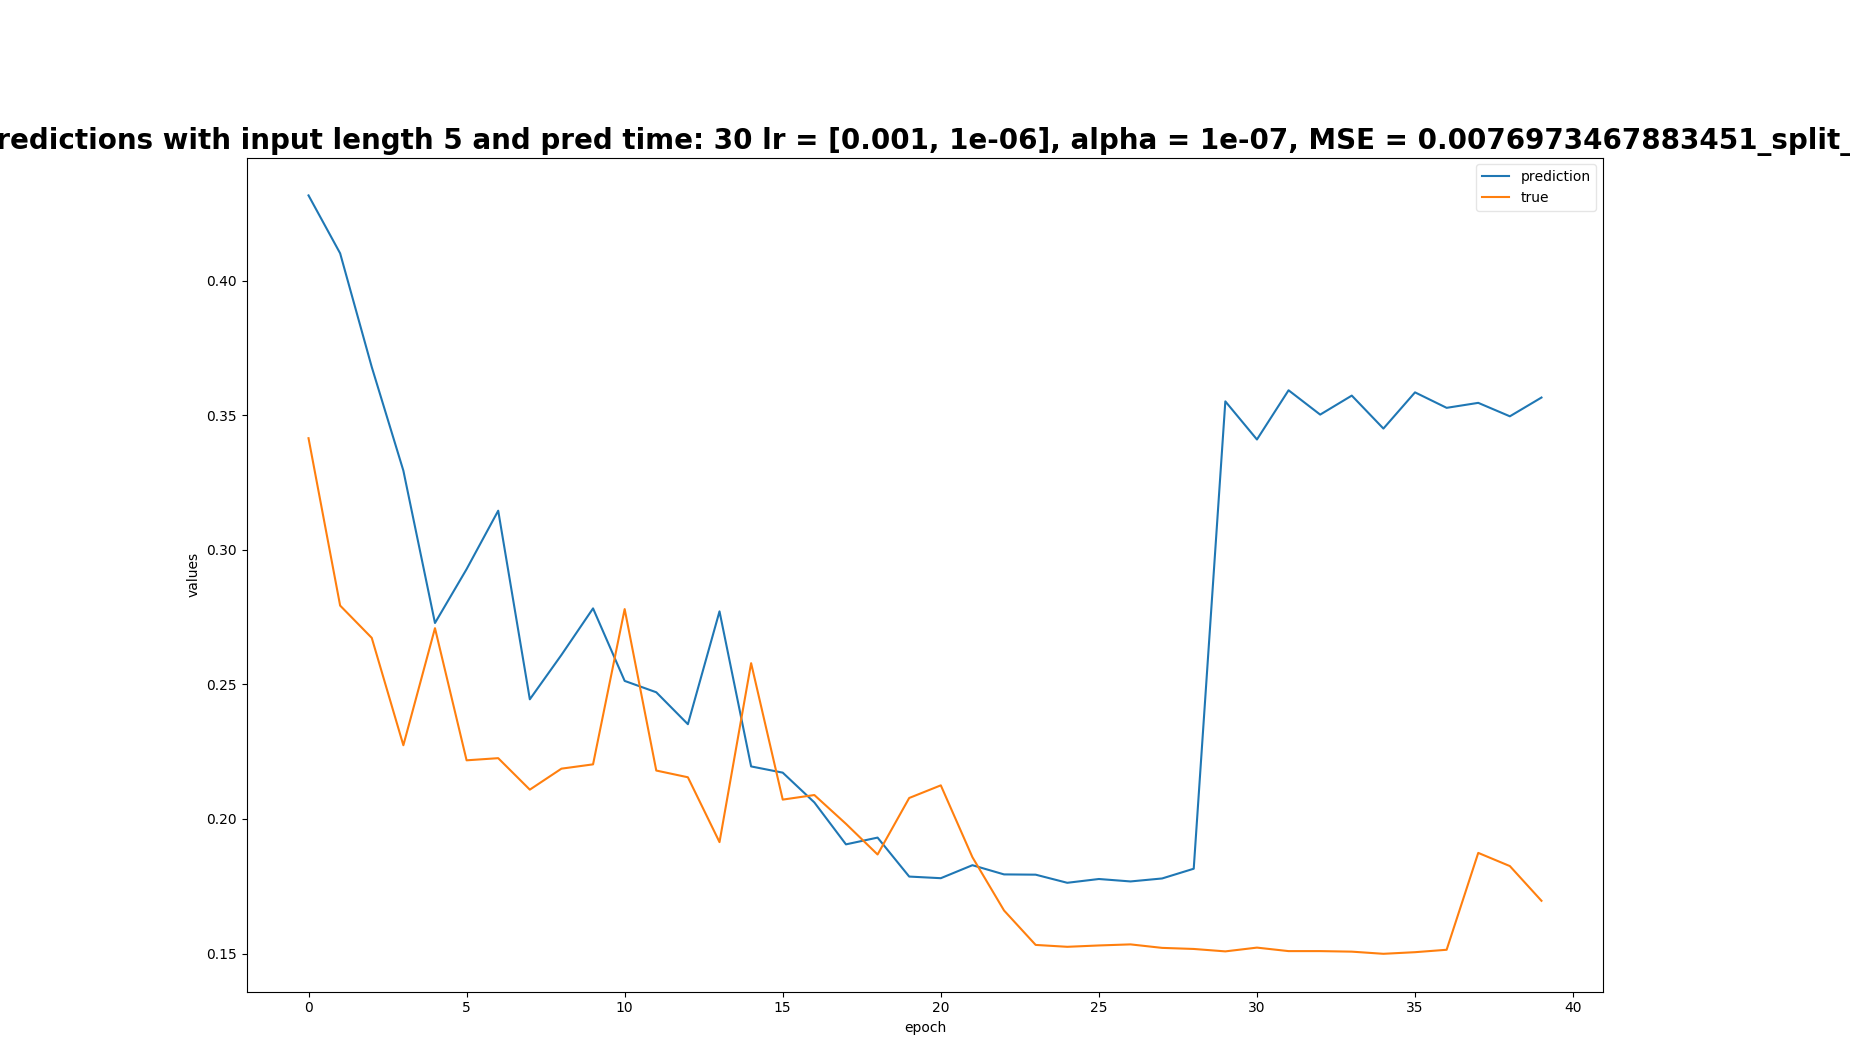 redictions with input length 5 and pred time: 30 lr = [0.001, 1e-06], alpha = 1e-07, MSE = 0.0076973467883451_split_
prediction
true
0.40
0.35
0.30
0.25
0.20
0.15
values
0 5 10 15 20 25 30 35 40
epoch